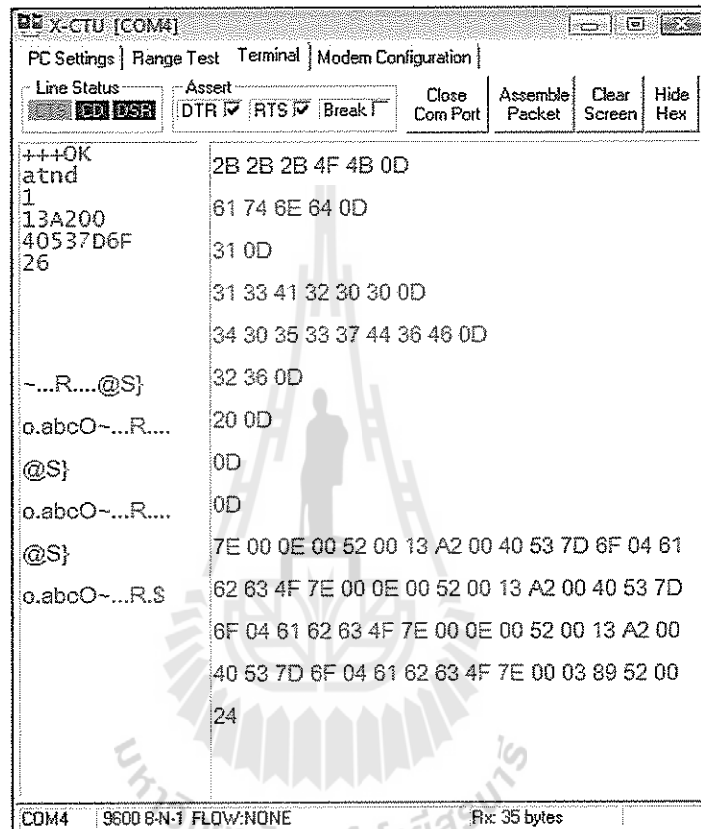 X-CTU [COM4]
PC Settings Range Test Terminal Modem Configuration
Line Status Assert
CD DSR DTR RTS Break Close Com Port Assemble Packet Clear Screen Hide Hex
+++OK
atnd
1
13A200
40537D6F
26
~...R....@S}
o.abcO~...R....
@S}
o.abcO~...R....
@S}
o.abcO~...R.$
2B 2B 2B 4F 4B 0D
61 74 6E 64 0D
31 0D
31 33 41 32 30 30 0D
34 30 35 33 37 44 36 46 0D
32 36 0D
20 0D
0D
0D
7E 00 0E 00 52 00 13 A2 00 40 53 7D 6F 04 61
62 63 4F 7E 00 0E 00 52 00 13 A2 00 40 53 7D
6F 04 61 62 63 4F 7E 00 0E 00 52 00 13 A2 00
40 53 7D 6F 04 61 62 63 4F 7E 00 03 89 52 00
24
COM4 9600 8-N-1 FLOW:NONE Rx: 35 bytes